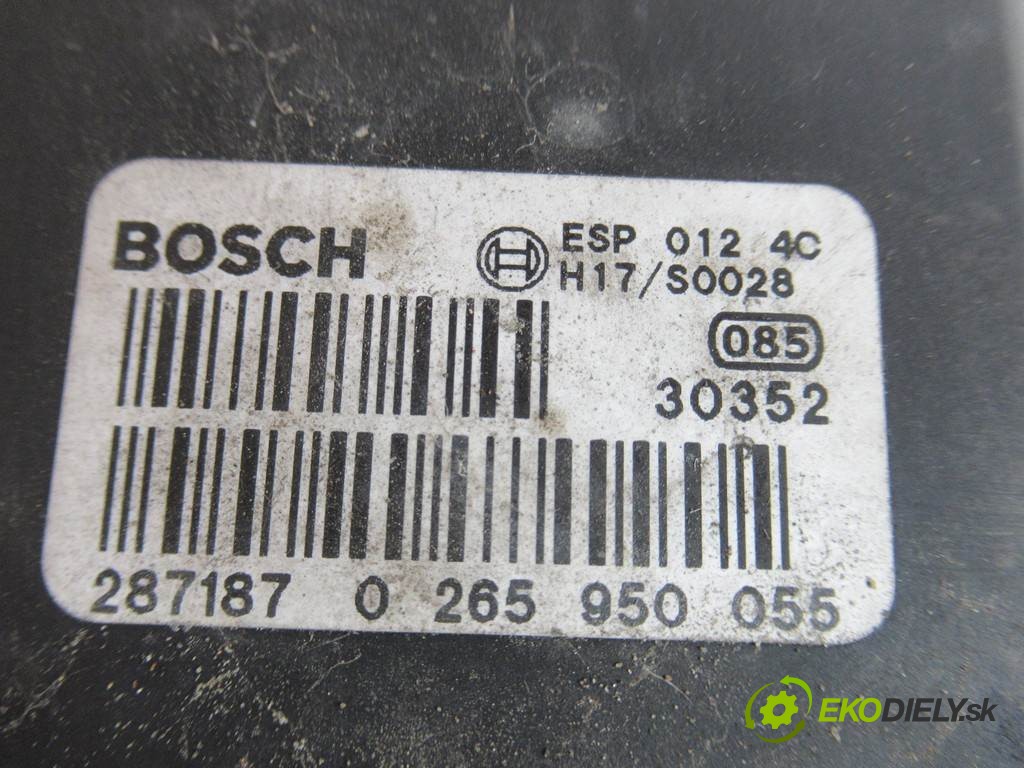 BOSCH ESP 012 4C
H17/S0028
085
30352
287187 0 265 950 055
EKODIELY.sk